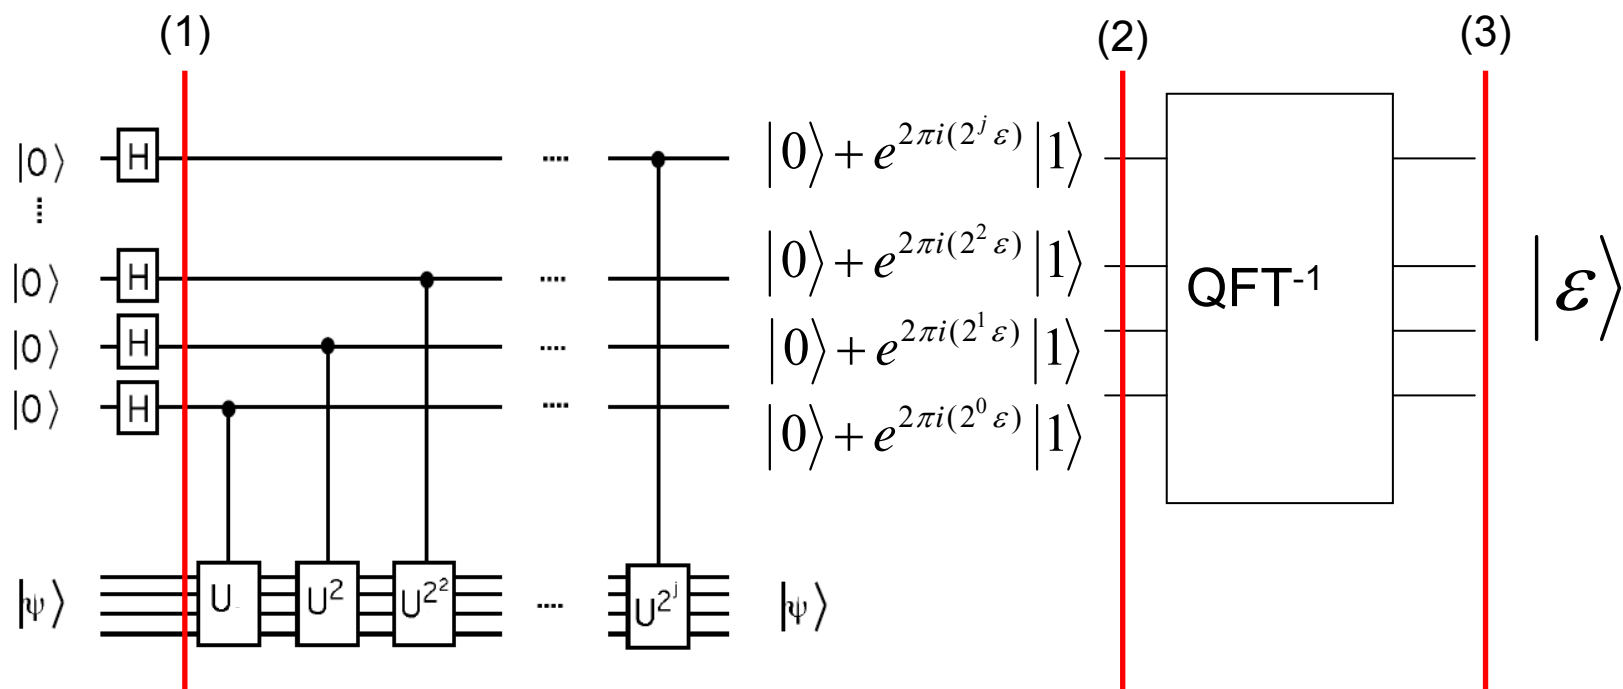 (1) (2) (3)
|0⟩ H .... |0⟩ + e^{2πi(2^j ε)} |1⟩
....
|0⟩ H .... |0⟩ + e^{2πi(2^2 ε)} |1⟩
QFT^{-1} |ε⟩
|0⟩ H .... |0⟩ + e^{2πi(2^1 ε)} |1⟩
|0⟩ H .... |0⟩ + e^{2πi(2^0 ε)} |1⟩
|ψ⟩ U U^2 U^{2^2} .... U^{2^j} |ψ⟩